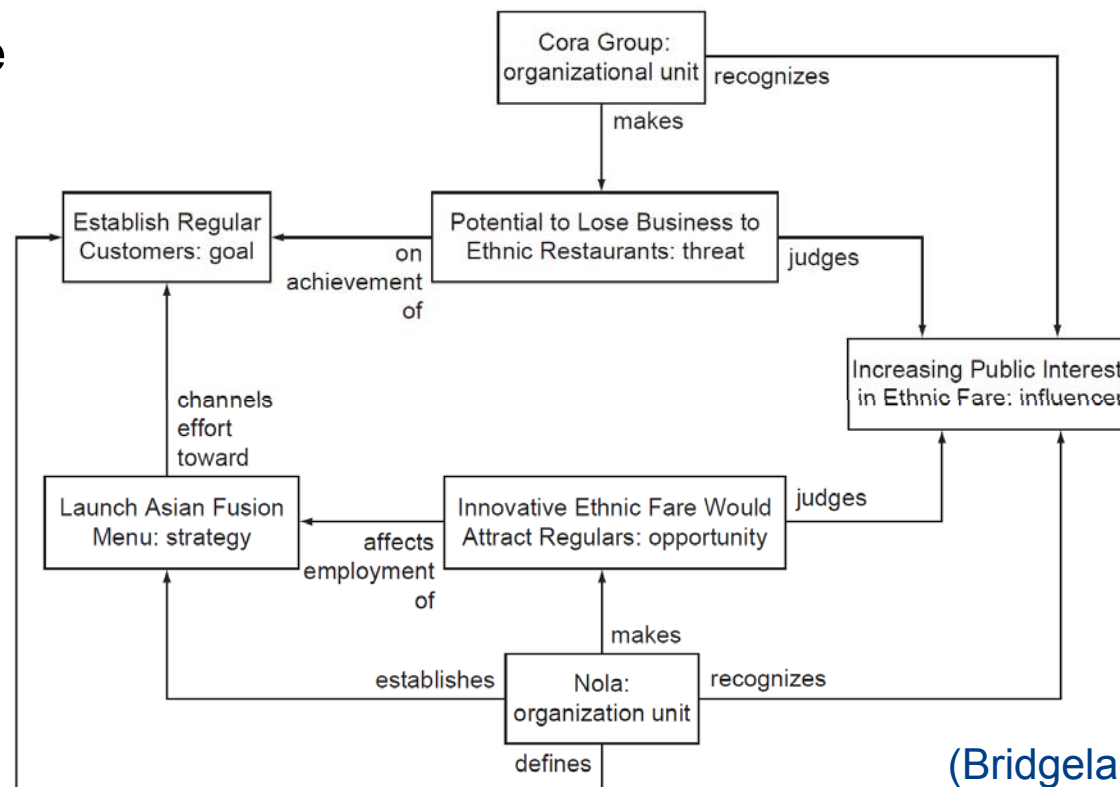 e
Cora Group:
organizational unit
recognizes
makes
Establish Regular
Customers: goal
Potential to Lose Business to
Ethnic Restaurants: threat
on
achievement
of
judges
Increasing Public Interest
in Ethnic Fare: influencer
channels
effort
toward
Launch Asian Fusion
Menu: strategy
Innovative Ethnic Fare Would
Attract Regulars: opportunity
judges
affects
employment
of
makes
establishes
Nola:
organization unit
recognizes
defines
(Bridgela